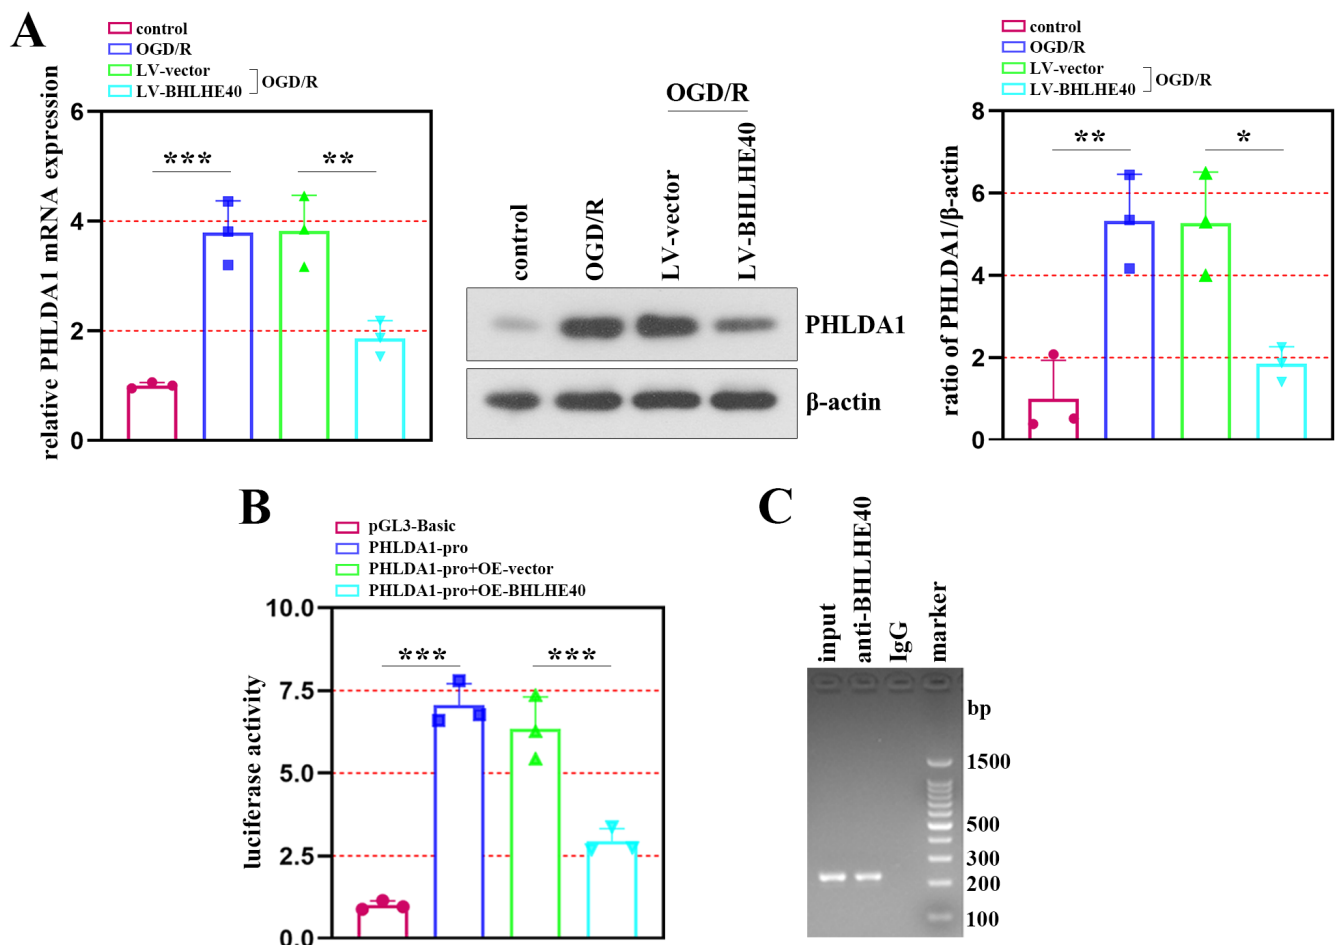 A
control
OGD/R
LV-vector
LV-BHLHE40
OGD/R
relative PHLDA1 mRNA expression
6
4
2
0
***
**
OGD/R
control
OGD/R
LV-vector
LV-BHLHE40
PHLDA1
β-actin
control
OGD/R
LV-vector
LV-BHLHE40
OGD/R
ratio of PHLDA1/β-actin
8
6
4
2
0
**
*
B
pGL3-Basic
PHLDA1-pro
PHLDA1-pro+OE-vector
PHLDA1-pro+OE-BHLHE40
luciferase activity
10.0
7.5
5.0
2.5
0.0
***
***
C
input
anti-BHLHE40
IgG
marker
bp
1500
500
300
200
100